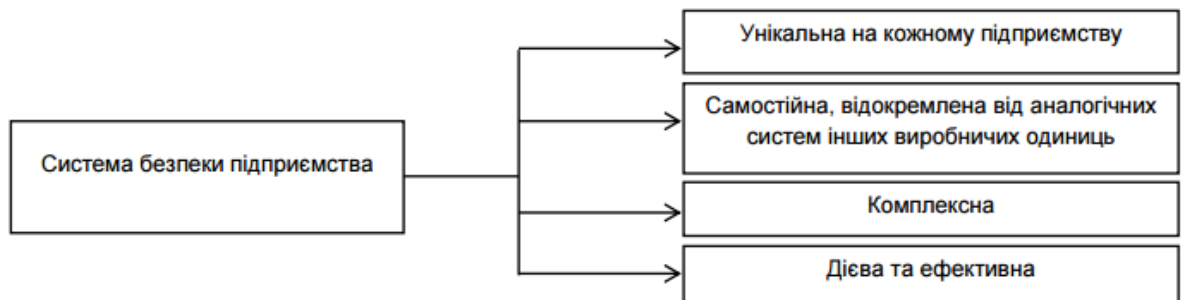 Система безпеки підприємства
Унікальна на кожному підприємству
Самостійна, відокремлена від аналогічних
систем інших виробничих одиниць
Комплексна
Дієва та ефективна